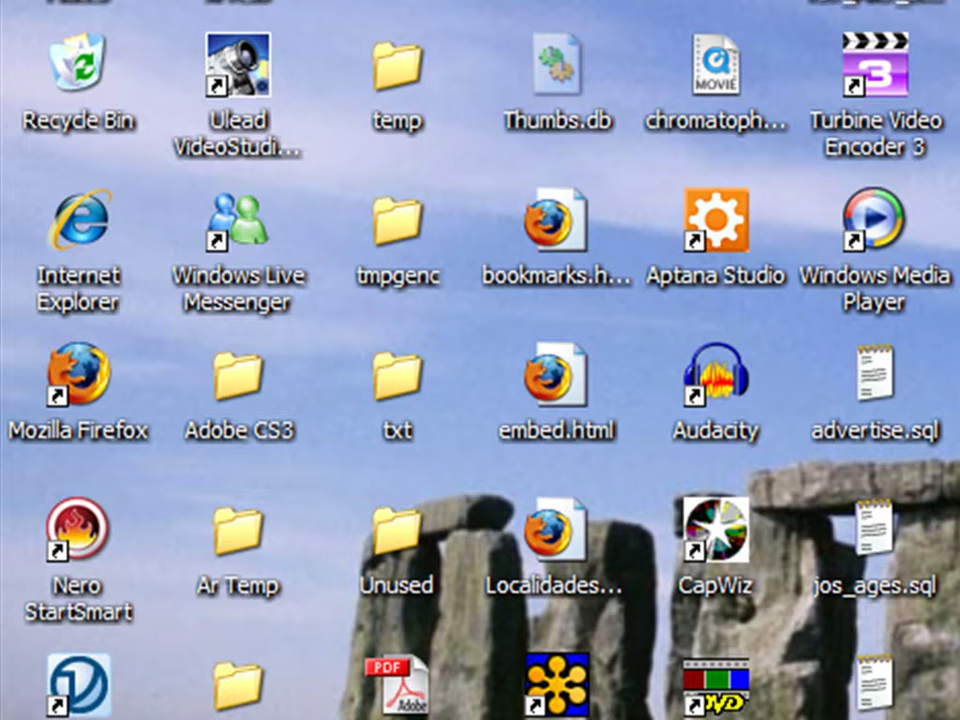 Recycle Bin
Ulead
VideoStudi...
temp
Thumbs.db
MOVIE
chromatoph...
3
Turbine Video
Encoder 3
Internet
Explorer
Windows Live
Messenger
tmpgenc
bookmarks.h...
Aptana Studio
Windows Media
Player
Mozilla Firefox
Adobe CS3
txt
embed.html
Audacity
advertise.sql
Nero
StartSmart
Ar Temp
Unused
Localidades...
CapWiz
jos_ages.sql
PDF
Adobe
DVD